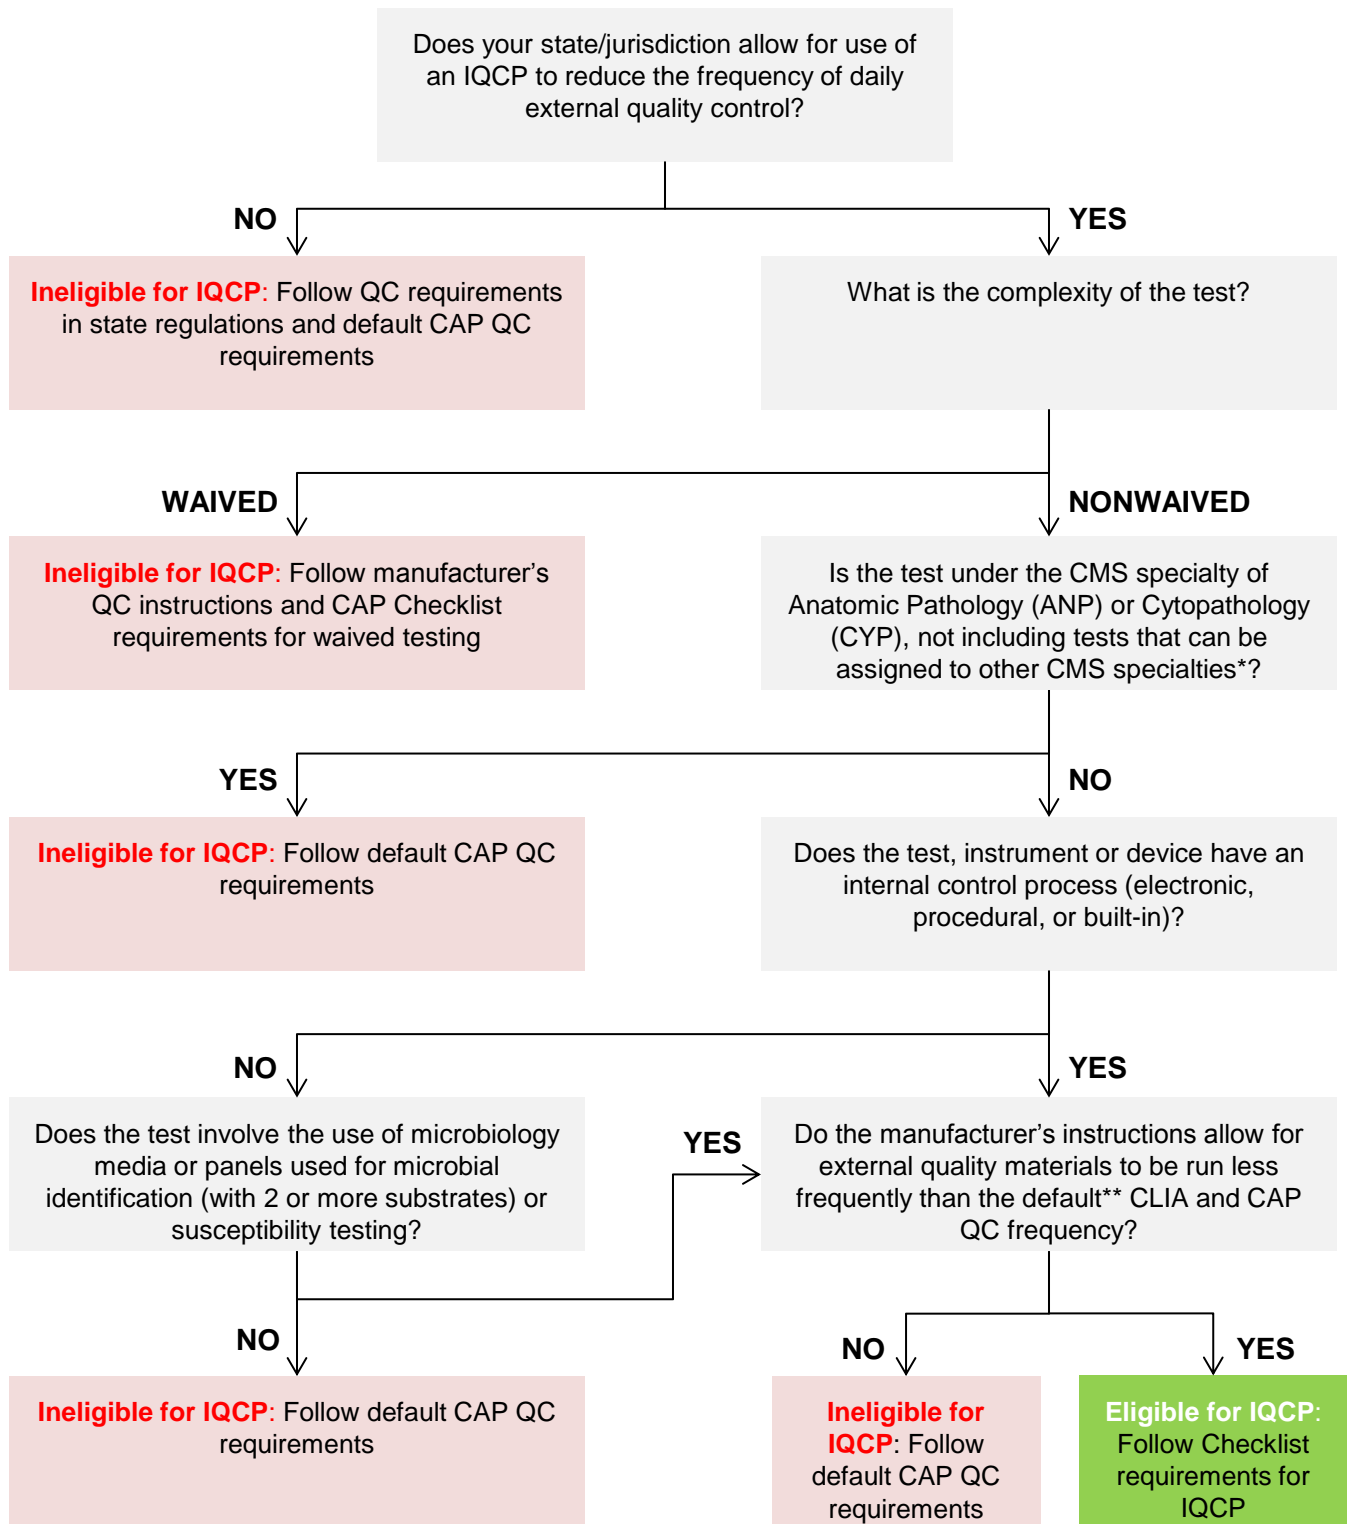 Does your state/jurisdiction allow for use of
an IQCP to reduce the frequency of daily
external quality control?
NO
YES
Ineligible for IQCP: Follow QC requirements
in state regulations and default CAP QC
requirements
What is the complexity of the test?
WAIVED
NONWAIVED
Ineligible for IQCP: Follow manufacturer’s
QC instructions and CAP Checklist
requirements for waived testing
Is the test under the CMS specialty of
Anatomic Pathology (ANP) or Cytopathology
(CYP), not including tests that can be
assigned to other CMS specialties*?
YES
NO
Ineligible for IQCP: Follow default CAP QC
requirements
Does the test, instrument or device have an
internal control process (electronic,
procedural, or built-in)?
NO
YES
Does the test involve the use of microbiology
media or panels used for microbial
identification (with 2 or more substrates) or
susceptibility testing?
YES
Do the manufacturer’s instructions allow for
external quality materials to be run less
frequently than the default** CLIA and CAP
QC frequency?
NO
NO
YES
Ineligible for IQCP: Follow default CAP QC
requirements
Ineligible for
IQCP: Follow
default CAP QC
requirements
Eligible for IQCP:
Follow Checklist
requirements for
IQCP